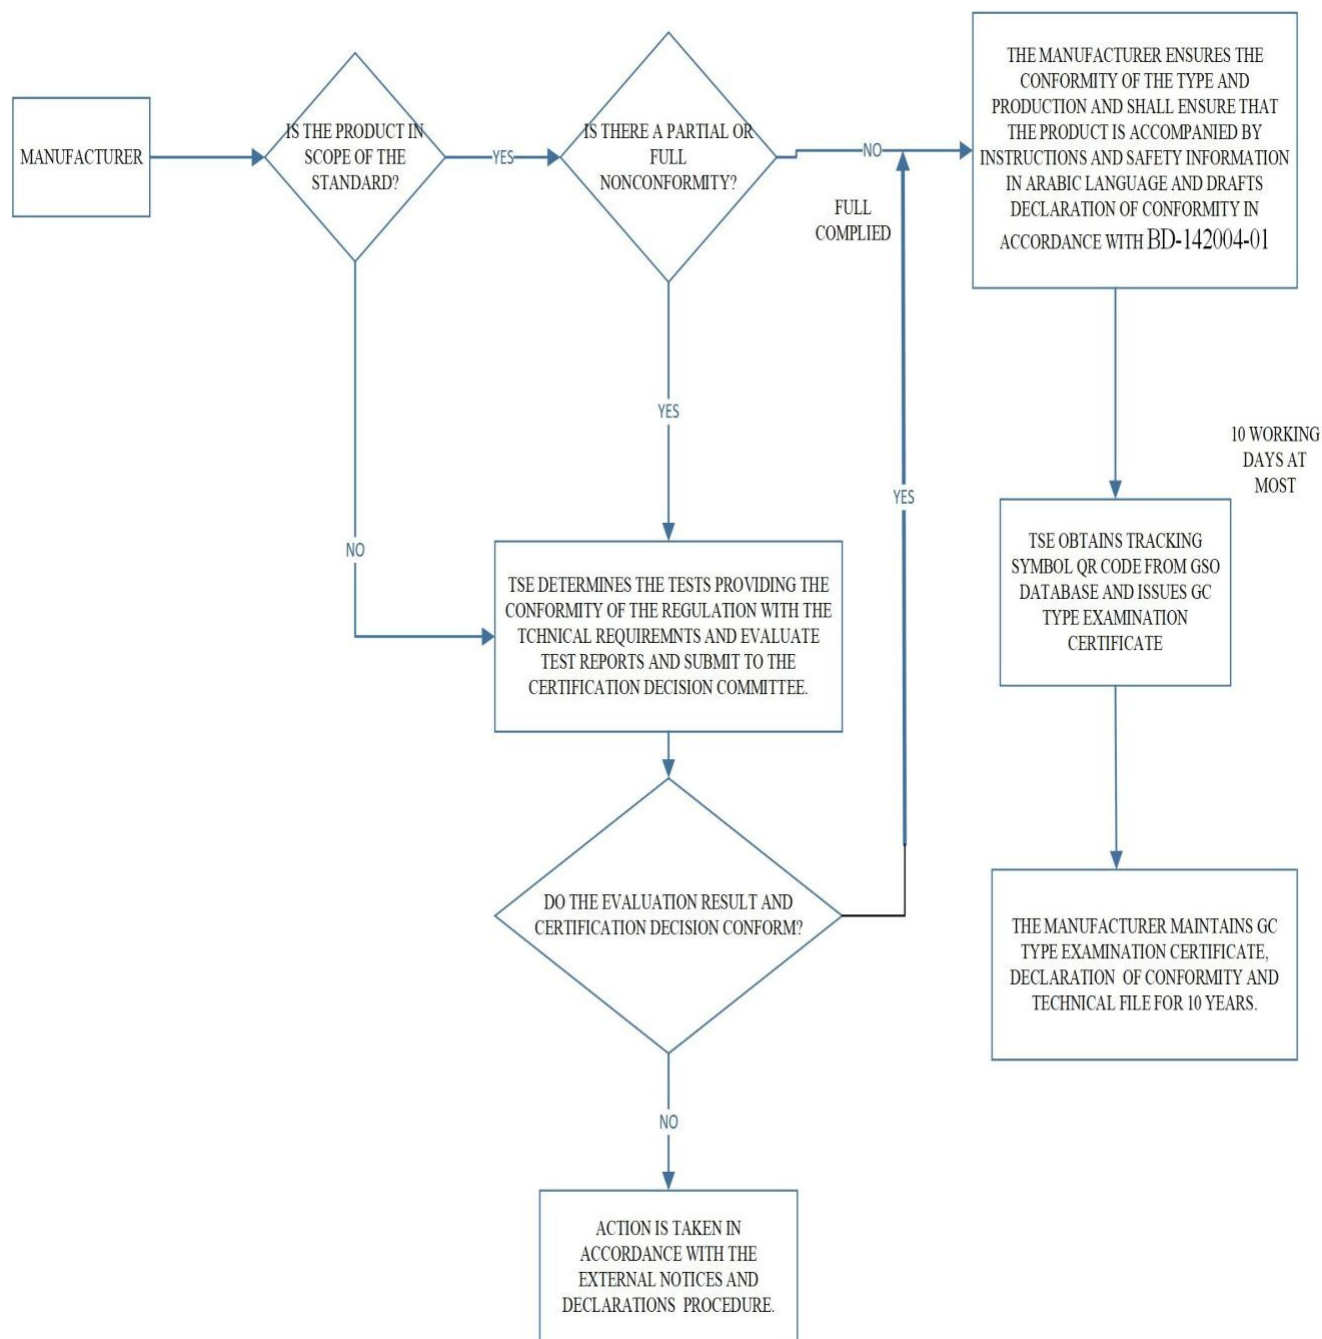 MANUFACTURER
IS THE PRODUCT IN
SCOPE OF THE
STANDARD?
YES
IS THERE A PARTIAL OR
FULL
NONCONFORMITY?
NO
FULL
COMPLIED
THE MANUFACTURER ENSURES THE
CONFORMITY OF THE TYPE AND
PRODUCTION AND SHALL ENSURE THAT
THE PRODUCT IS ACCOMPANIED BY
INSTRUCTIONS AND SAFETY INFORMATION
IN ARABIC LANGUAGE AND DRAFTS
DECLARATION OF CONFORMITY IN
ACCORDANCE WITH BD-142004-01
YES
10 WORKING
DAYS AT
MOST
YES
NO
TSE OBTAINS TRACKING
SYMBOL QR CODE FROM GSO
DATABASE AND ISSUES GC
TYPE EXAMINATION
CERTIFICATE
TSE DETERMINES THE TESTS PROVIDING THE
CONFORMITY OF THE REGULATION WITH THE
TCHNICAL REQUIREMNTS AND EVALUATE
TEST REPORTS AND SUBMIT TO THE
CERTIFICATION DECISION COMMITTEE.
DO THE EVALUATION RESULT AND
CERTIFICATION DECISION CONFORM?
THE MANUFACTURER MAINTAINS GC
TYPE EXAMINATION CERTIFICATE,
DECLARATION OF CONFORMITY AND
TECHNICAL FILE FOR 10 YEARS.
NO
ACTION IS TAKEN IN
ACCORDANCE WITH THE
EXTERNAL NOTICES AND
DECLARATIONS PROCEDURE.